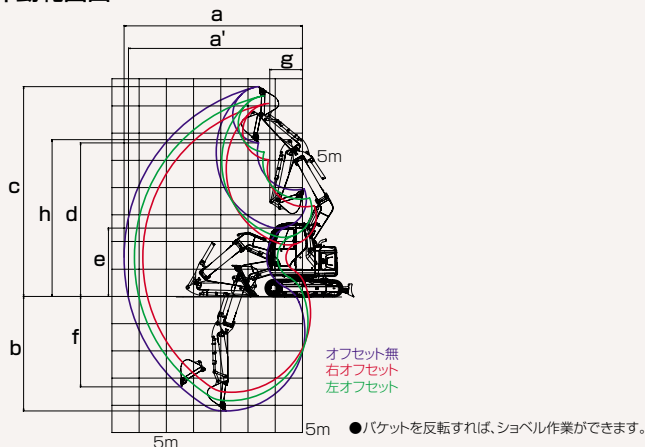 a
a'
g
c
h
d
5m
e
f
b
オフセット無
右オフセット
左オフセット
5m
●バケットを反転すれば、ショベル作業ができます。
5m